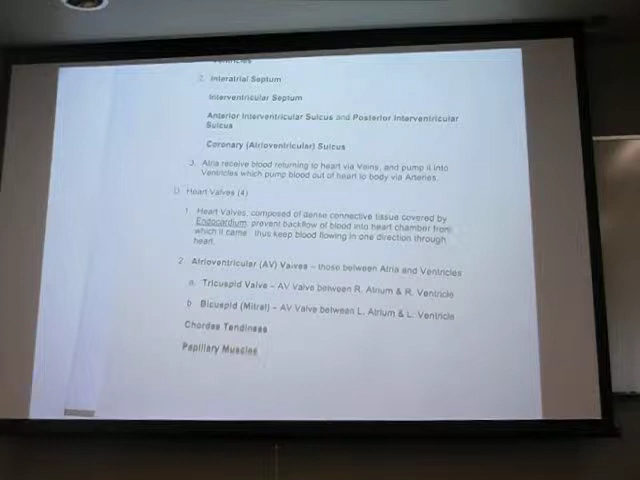 Ventricles
2. Interatrial Septum
Interventricular Septum
Anterior Interventricular Sulcus and Posterior Interventricular
Sulcus
Coronary (Atrioventricular) Sulcus
3. Atria receive blood returning to heart via Veins, and pump it into
Ventricles which pump blood out of heart to body via Arteries.
D. Heart Valves (4)
1. Heart Valves, composed of dense connective tissue covered by
Endocardium, prevent backflow of blood into heart chamber from
which it came thus keep blood flowing in one direction through
heart.
2. Atrioventricular (AV) Valves – those between Atria and Ventricles
a. Tricuspid Valve – AV Valve between R. Atrium & R. Ventricle
b. Bicuspid (Mitral) – AV Valve between L. Atrium & L. Ventricle
Chordae Tendineae
Papillary Muscles